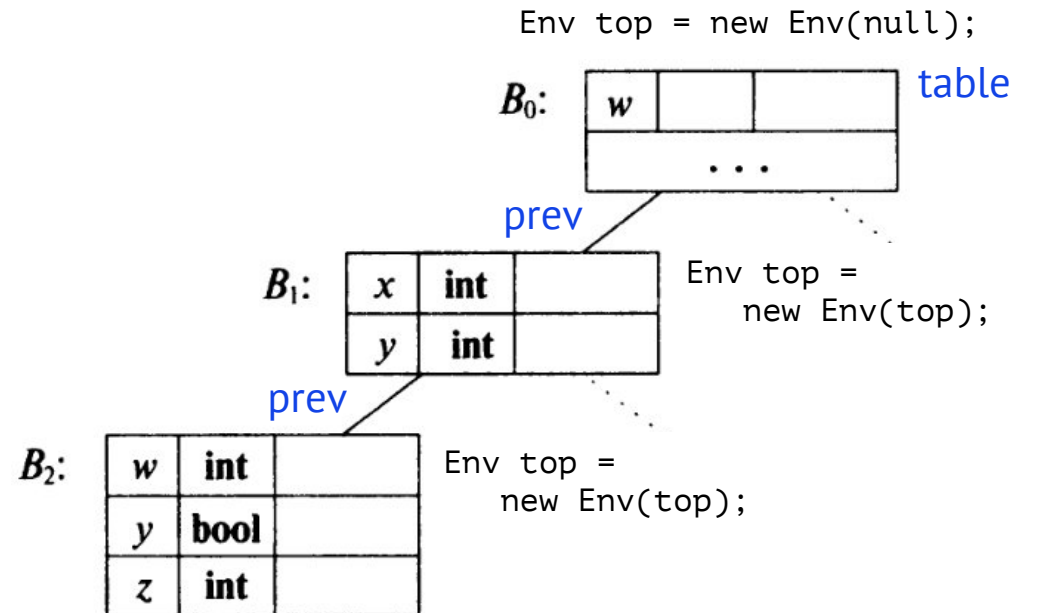 Env top = new Env(null);
table
B₀: w
. . .
prev
B₁: x int
y int
Env top =
new Env(top);
prev
B₂: w int
y bool
z int
Env top =
new Env(top);